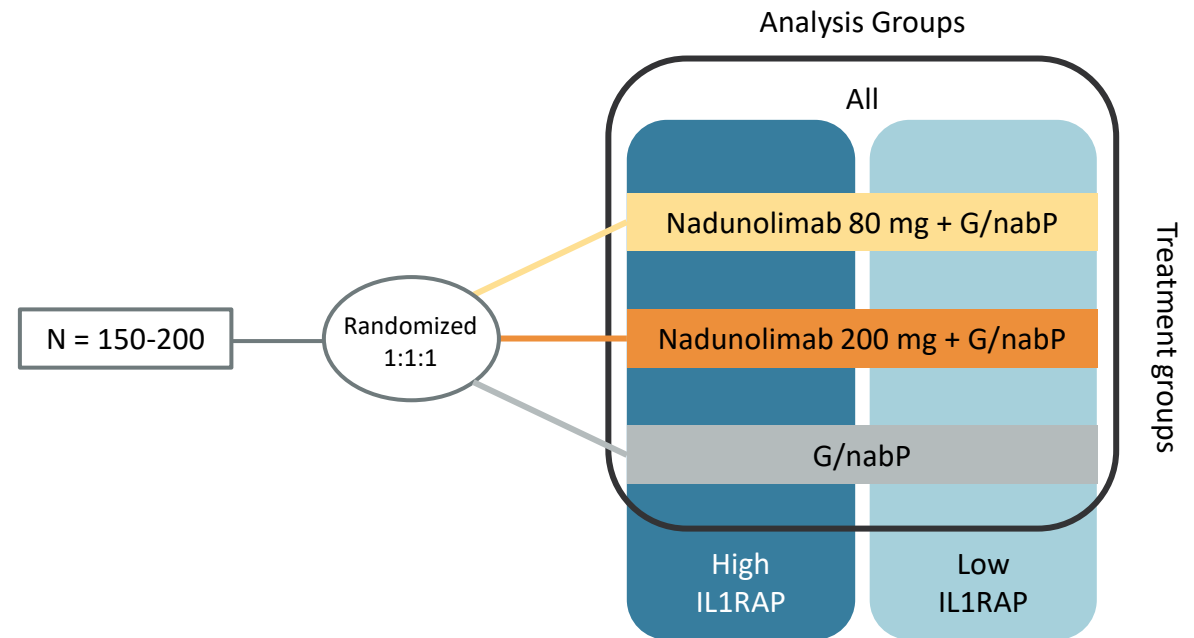 Analysis Groups
All
Nadunolimab 80 mg + G/nabP
N = 150-200
Randomized
1:1:1
Nadunolimab 200 mg + G/nabP
G/nabP
Treatment groups
High
IL1RAP
Low
IL1RAP